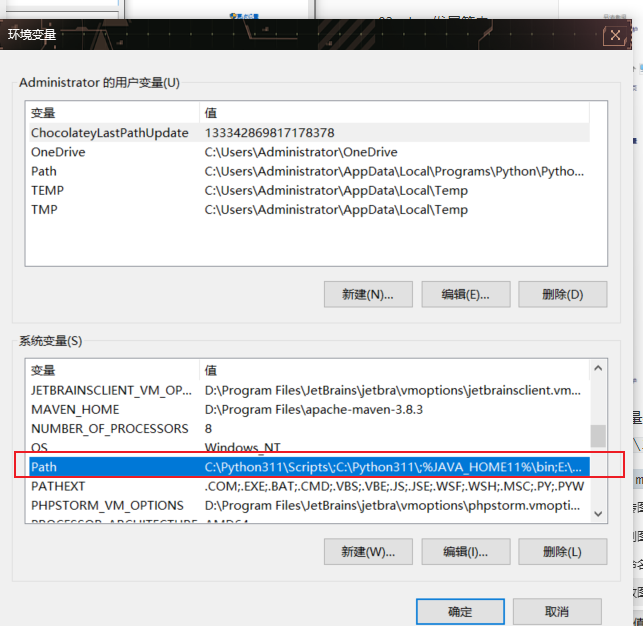 环境变量
Administrator 的用户变量(U)
变量 值
ChocolateyLastPathUpdate 133342869817178378
OneDrive C:\Users\Administrator\OneDrive
Path C:\Users\Administrator\AppData\Local\Programs\Python\Pytho...
TEMP C:\Users\Administrator\AppData\Local\Temp
TMP C:\Users\Administrator\AppData\Local\Temp
新建(N)... 编辑(E)... 删除(D)
系统变量(S)
变量 值
JETBRAINSCLIENT_VM_OP... D:\Program Files\JetBrains\jetbra\vmoptions\jetbrainsclient.vm...
MAVEN_HOME D:\Program Files\apache-maven-3.8.3
NUMBER_OF_PROCESSORS 8
OS Windows_NT
Path C:\Python311\Scripts\;C:\Python311\;%JAVA_HOME11%\bin;E:\...
PATHEXT .COM;.EXE;.BAT;.CMD;.VBS;.VBE;.JS;.JSE;.WSF;.WSH;.MSC;.PY;.PYW
PHPSTORM_VM_OPTIONS D:\Program Files\JetBrains\jetbra\vmoptions\phpstorm.vmopti...
PROCESSOR_ARCHITECTURE AMD64
新建(W)... 编辑(I)... 删除(L)
确定 取消